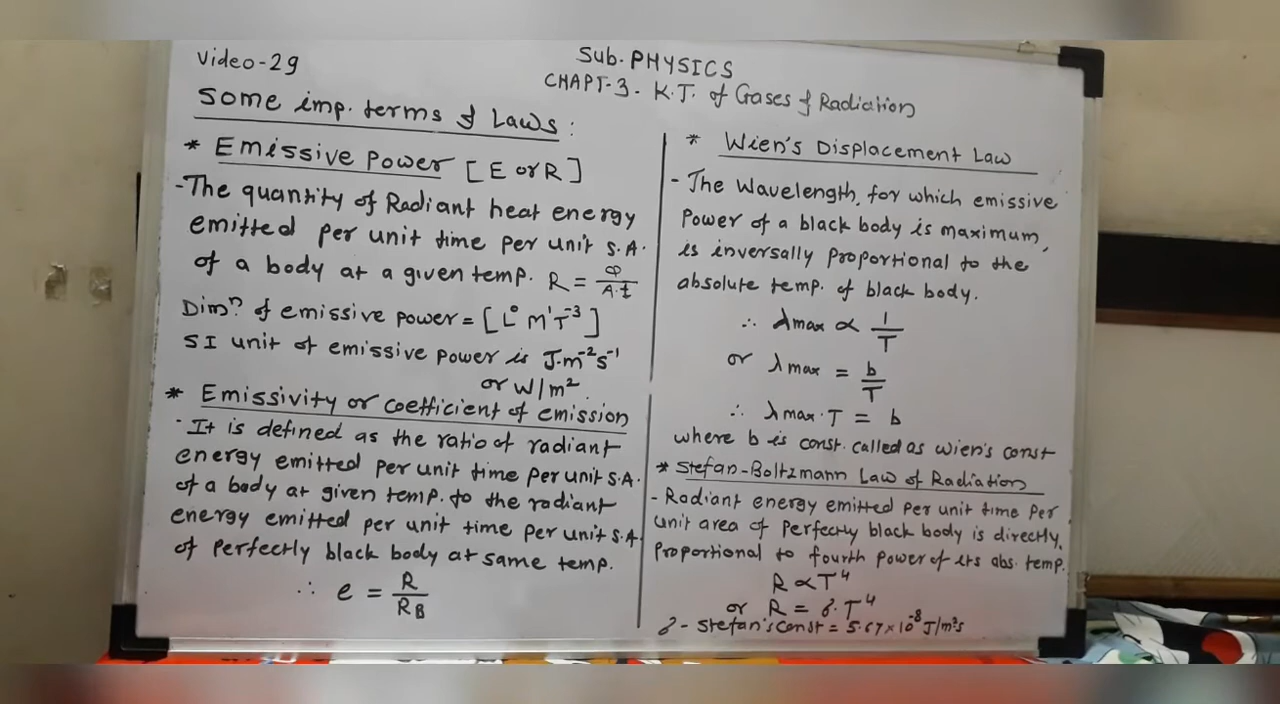 Video-29
Sub. PHYSICS
CHAPT-3. K.T. of Gases & Radiation
Some imp. terms & Laws:
* Emissive Power [E or R]
-The quantity of Radiant heat energy
emitted per unit time per unit S.A.
of a body at a given temp. R = Q/A.t
Dimⁿ. of emissive power = [L⁰ M¹ T⁻³]
SI unit of emissive power is J.m⁻²s⁻¹
or W/m²
* Emissivity or coefficient of emission
- It is defined as the ratio of radiant
energy emitted per unit time per unit S.A.
of a body at given temp. to the radiant
energy emitted per unit time per unit S.A.
of perfectly black body at same temp.
∴ e = R/R_B
* Wien's Displacement Law
- The Wavelength, for which emissive
Power of a black body is maximum,
is inversally proportional to the
absolute temp. of black body.
∴ λmax ∝ 1/T
or λmax = b/T
∴ λmax.T = b
where b is const. called as wien's const
* Stefan-Boltzmann Law of Radiation
- Radiant energy emitted per unit time per
unit area of perfectly black body is directly
proportional to fourth power of its abs. temp.
R ∝ T⁴
or R = σ.T⁴
σ - Stefan's const = 5.67×10⁻⁸ J/m²s